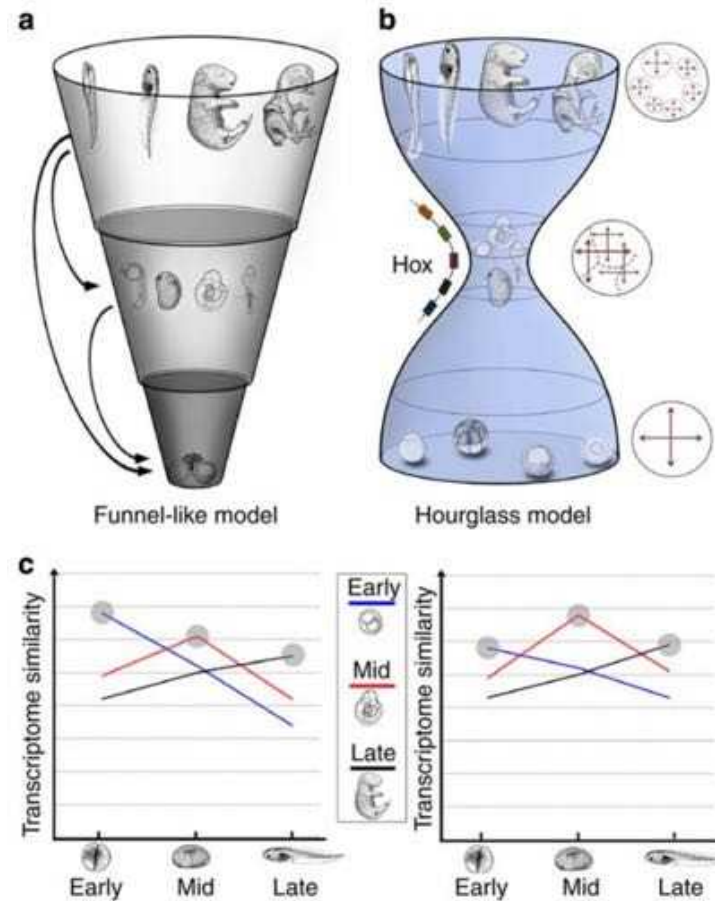 a
b
Hox
Funnel-like model
Hourglass model
c
Transcriptome similarity
Early
Mid
Late
Early
Mid
Late
Transcriptome similarity
Early
Mid
Late